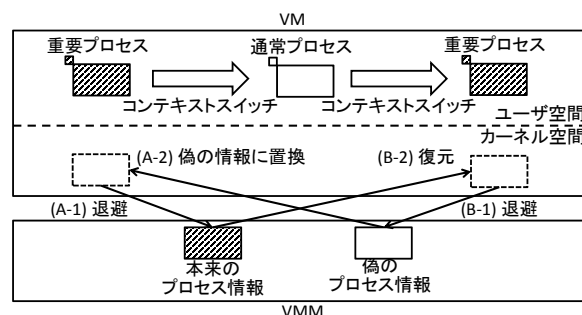 VM
重要プロセス
通常プロセス
重要プロセス
コンテキストスイッチ
コンテキストスイッチ
ユーザ空間
カーネル空間
(A-2) 偽の情報に置換
(B-2) 復元
(A-1) 退避
(B-1) 退避
本来の
プロセス情報
偽の
プロセス情報
VMM